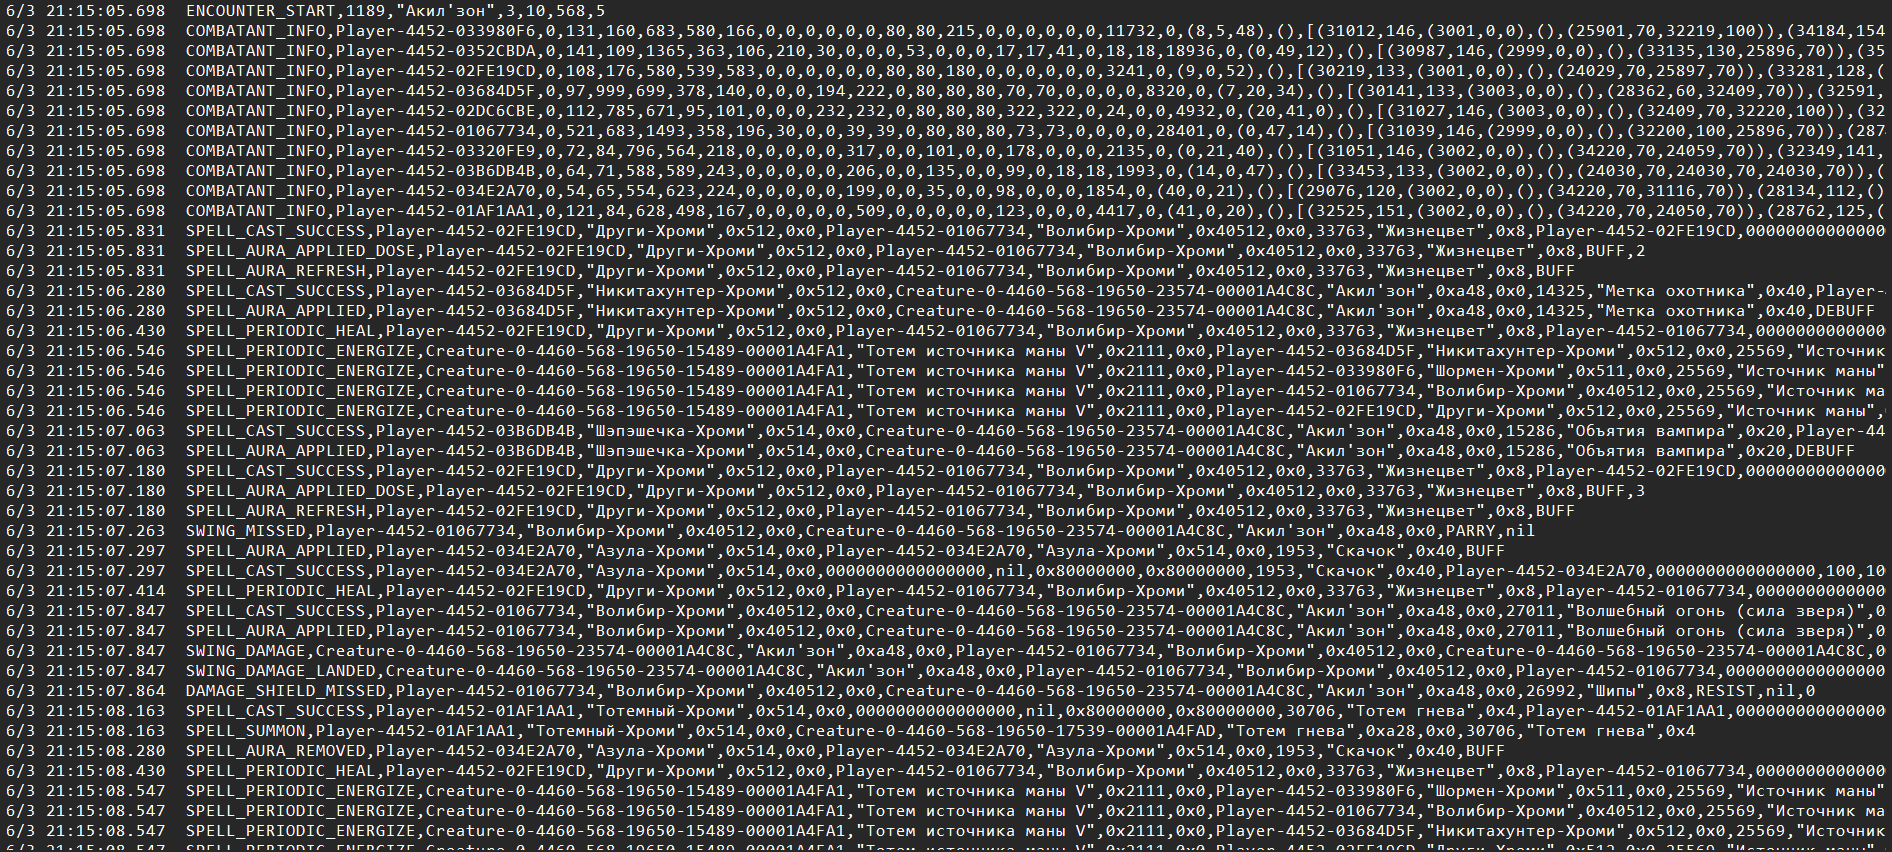 6/3 21:15:05.698  ENCOUNTER_START,1189,"Акил'зон",3,10,568,5
6/3 21:15:05.698  COMBATANT_INFO,Player-4452-033980F6,0,131,160,683,580,166,0,0,0,0,0,0,80,80,215,0,0,0,0,0,0,11732,0,(8,5,48),(),[(31012,146,(3001,0,0),(),(25901,70,32219,100)),(34184,154
6/3 21:15:05.698  COMBATANT_INFO,Player-4452-0352CBDA,0,141,109,1365,363,106,210,30,0,0,0,53,0,0,0,17,17,41,0,18,18,18936,0,(0,49,12),(),[(30987,146,(2999,0,0),(),(33135,130,25896,70)),(35
6/3 21:15:05.698  COMBATANT_INFO,Player-4452-02FE19CD,0,108,176,580,539,583,0,0,0,0,0,0,80,80,180,0,0,0,0,0,0,3241,0,(9,0,52),(),[(30219,133,(3001,0,0),(),(24029,70,25897,70)),(33281,128,(
6/3 21:15:05.698  COMBATANT_INFO,Player-4452-03684D5F,0,97,999,699,378,140,0,0,0,194,222,0,80,80,80,70,70,0,0,0,0,8320,0,(7,20,34),(),[(30141,133,(3003,0,0),(),(28362,60,32409,70)),(32591,
6/3 21:15:05.698  COMBATANT_INFO,Player-4452-02DC6CBE,0,112,785,671,95,101,0,0,0,232,232,0,80,80,80,322,322,0,24,0,0,4932,0,(20,41,0),(),[(31027,146,(3003,0,0),(),(32409,70,32220,100)),(32
6/3 21:15:05.698  COMBATANT_INFO,Player-4452-01067734,0,521,683,1493,358,196,30,0,0,39,39,0,80,80,80,73,73,0,0,0,0,28401,0,(0,47,14),(),[(31039,146,(2999,0,0),(),(32200,100,25896,70)),(287
6/3 21:15:05.698  COMBATANT_INFO,Player-4452-03320FE9,0,72,84,796,564,218,0,0,0,0,0,317,0,0,101,0,0,178,0,0,0,2135,0,(0,21,40),(),[(31051,146,(3002,0,0),(),(34220,70,24059,70)),(32349,141,
6/3 21:15:05.698  COMBATANT_INFO,Player-4452-03B6DB4B,0,64,71,588,589,243,0,0,0,0,0,206,0,0,135,0,0,99,0,18,18,1993,0,(14,0,47),(),[(33453,133,(3002,0,0),(),(24030,70,24030,70,24030,70)),(
6/3 21:15:05.698  COMBATANT_INFO,Player-4452-034E2A70,0,54,65,554,623,224,0,0,0,0,0,199,0,0,35,0,0,98,0,0,0,1854,0,(40,0,21),(),[(29076,120,(3002,0,0),(),(34220,70,31116,70)),(28134,112,()
6/3 21:15:05.698  COMBATANT_INFO,Player-4452-01AF1AA1,0,121,84,628,498,167,0,0,0,0,0,509,0,0,0,0,0,123,0,0,0,4417,0,(41,0,20),(),[(32525,151,(3002,0,0),(),(34220,70,24050,70)),(28762,125,(
6/3 21:15:05.831  SPELL_CAST_SUCCESS,Player-4452-02FE19CD,"Други-Хроми",0x512,0x0,Player-4452-01067734,"Волибир-Хроми",0x40512,0x0,33763,"Жизнецвет",0x8,Player-4452-02FE19CD,00000000000000
6/3 21:15:05.831  SPELL_AURA_APPLIED_DOSE,Player-4452-02FE19CD,"Други-Хроми",0x512,0x0,Player-4452-01067734,"Волибир-Хроми",0x40512,0x0,33763,"Жизнецвет",0x8,BUFF,2
6/3 21:15:05.831  SPELL_AURA_REFRESH,Player-4452-02FE19CD,"Други-Хроми",0x512,0x0,Player-4452-01067734,"Волибир-Хроми",0x40512,0x0,33763,"Жизнецвет",0x8,BUFF
6/3 21:15:06.280  SPELL_CAST_SUCCESS,Player-4452-03684D5F,"Никитахунтер-Хроми",0x512,0x0,Creature-0-4460-568-19650-23574-00001A4C8C,"Акил'зон",0xa48,0x0,14325,"Метка охотника",0x40,Player-
6/3 21:15:06.280  SPELL_AURA_APPLIED,Player-4452-03684D5F,"Никитахунтер-Хроми",0x512,0x0,Creature-0-4460-568-19650-23574-00001A4C8C,"Акил'зон",0xa48,0x0,14325,"Метка охотника",0x40,DEBUFF
6/3 21:15:06.430  SPELL_PERIODIC_HEAL,Player-4452-02FE19CD,"Други-Хроми",0x512,0x0,Player-4452-01067734,"Волибир-Хроми",0x40512,0x0,33763,"Жизнецвет",0x8,Player-4452-01067734,0000000000000
6/3 21:15:06.546  SPELL_PERIODIC_ENERGIZE,Creature-0-4460-568-19650-15489-00001A4FA1,"Тотем источника маны V",0x2111,0x0,Player-4452-03684D5F,"Никитахунтер-Хроми",0x512,0x0,25569,"Источник
6/3 21:15:06.546  SPELL_PERIODIC_ENERGIZE,Creature-0-4460-568-19650-15489-00001A4FA1,"Тотем источника маны V",0x2111,0x0,Player-4452-033980F6,"Шормен-Хроми",0x511,0x0,25569,"Источник маны"
6/3 21:15:06.546  SPELL_PERIODIC_ENERGIZE,Creature-0-4460-568-19650-15489-00001A4FA1,"Тотем источника маны V",0x2111,0x0,Player-4452-01067734,"Волибир-Хроми",0x40512,0x0,25569,"Источник ма
6/3 21:15:06.546  SPELL_PERIODIC_ENERGIZE,Creature-0-4460-568-19650-15489-00001A4FA1,"Тотем источника маны V",0x2111,0x0,Player-4452-02FE19CD,"Други-Хроми",0x512,0x0,25569,"Источник маны",
6/3 21:15:07.063  SPELL_CAST_SUCCESS,Player-4452-03B6DB4B,"Шэпэшечка-Хроми",0x514,0x0,Creature-0-4460-568-19650-23574-00001A4C8C,"Акил'зон",0xa48,0x0,15286,"Объятия вампира",0x20,Player-44
6/3 21:15:07.063  SPELL_AURA_APPLIED,Player-4452-03B6DB4B,"Шэпэшечка-Хроми",0x514,0x0,Creature-0-4460-568-19650-23574-00001A4C8C,"Акил'зон",0xa48,0x0,15286,"Объятия вампира",0x20,DEBUFF
6/3 21:15:07.180  SPELL_CAST_SUCCESS,Player-4452-02FE19CD,"Други-Хроми",0x512,0x0,Player-4452-01067734,"Волибир-Хроми",0x40512,0x0,33763,"Жизнецвет",0x8,Player-4452-02FE19CD,00000000000000
6/3 21:15:07.180  SPELL_AURA_APPLIED_DOSE,Player-4452-02FE19CD,"Други-Хроми",0x512,0x0,Player-4452-01067734,"Волибир-Хроми",0x40512,0x0,33763,"Жизнецвет",0x8,BUFF,3
6/3 21:15:07.180  SPELL_AURA_REFRESH,Player-4452-02FE19CD,"Други-Хроми",0x512,0x0,Player-4452-01067734,"Волибир-Хроми",0x40512,0x0,33763,"Жизнецвет",0x8,BUFF
6/3 21:15:07.263  SWING_MISSED,Player-4452-01067734,"Волибир-Хроми",0x40512,0x0,Creature-0-4460-568-19650-23574-00001A4C8C,"Акил'зон",0xa48,0x0,PARRY,nil
6/3 21:15:07.297  SPELL_AURA_APPLIED,Player-4452-034E2A70,"Азула-Хроми",0x514,0x0,Player-4452-034E2A70,"Азула-Хроми",0x514,0x0,1953,"Скачок",0x40,BUFF
6/3 21:15:07.297  SPELL_CAST_SUCCESS,Player-4452-034E2A70,"Азула-Хроми",0x514,0x0,0000000000000000,nil,0x80000000,0x80000000,1953,"Скачок",0x40,Player-4452-034E2A70,0000000000000000,100,10
6/3 21:15:07.414  SPELL_PERIODIC_HEAL,Player-4452-02FE19CD,"Други-Хроми",0x512,0x0,Player-4452-01067734,"Волибир-Хроми",0x40512,0x0,33763,"Жизнецвет",0x8,Player-4452-01067734,0000000000000
6/3 21:15:07.847  SPELL_CAST_SUCCESS,Player-4452-01067734,"Волибир-Хроми",0x40512,0x0,Creature-0-4460-568-19650-23574-00001A4C8C,"Акил'зон",0xa48,0x0,27011,"Волшебный огонь (сила зверя)",0
6/3 21:15:07.847  SPELL_AURA_APPLIED,Player-4452-01067734,"Волибир-Хроми",0x40512,0x0,Creature-0-4460-568-19650-23574-00001A4C8C,"Акил'зон",0xa48,0x0,27011,"Волшебный огонь (сила зверя)",0
6/3 21:15:07.847  SWING_DAMAGE,Creature-0-4460-568-19650-23574-00001A4C8C,"Акил'зон",0xa48,0x0,Player-4452-01067734,"Волибир-Хроми",0x40512,0x0,Creature-0-4460-568-19650-23574-00001A4C8C,0
6/3 21:15:07.847  SWING_DAMAGE_LANDED,Creature-0-4460-568-19650-23574-00001A4C8C,"Акил'зон",0xa48,0x0,Player-4452-01067734,"Волибир-Хроми",0x40512,0x0,Player-4452-01067734,0000000000000000
6/3 21:15:07.864  DAMAGE_SHIELD_MISSED,Player-4452-01067734,"Волибир-Хроми",0x40512,0x0,Creature-0-4460-568-19650-23574-00001A4C8C,"Акил'зон",0xa48,0x0,26992,"Шипы",0x8,RESIST,nil,0
6/3 21:15:08.163  SPELL_CAST_SUCCESS,Player-4452-01AF1AA1,"Тотемный-Хроми",0x514,0x0,0000000000000000,nil,0x80000000,0x80000000,30706,"Тотем гнева",0x4,Player-4452-01AF1AA1,0000000000000
6/3 21:15:08.163  SPELL_SUMMON,Player-4452-01AF1AA1,"Тотемный-Хроми",0x514,0x0,Creature-0-4460-568-19650-17539-00001A4FAD,"Тотем гнева",0xa28,0x0,30706,"Тотем гнева",0x4
6/3 21:15:08.280  SPELL_AURA_REMOVED,Player-4452-034E2A70,"Азула-Хроми",0x514,0x0,Player-4452-034E2A70,"Азула-Хроми",0x514,0x0,1953,"Скачок",0x40,BUFF
6/3 21:15:08.430  SPELL_PERIODIC_HEAL,Player-4452-02FE19CD,"Други-Хроми",0x512,0x0,Player-4452-01067734,"Волибир-Хроми",0x40512,0x0,33763,"Жизнецвет",0x8,Player-4452-01067734,0000000000000
6/3 21:15:08.547  SPELL_PERIODIC_ENERGIZE,Creature-0-4460-568-19650-15489-00001A4FA1,"Тотем источника маны V",0x2111,0x0,Player-4452-033980F6,"Шормен-Хроми",0x511,0x0,25569,"Источник маны"
6/3 21:15:08.547  SPELL_PERIODIC_ENERGIZE,Creature-0-4460-568-19650-15489-00001A4FA1,"Тотем источника маны V",0x2111,0x0,Player-4452-01067734,"Волибир-Хроми",0x40512,0x0,25569,"Источник ма
6/3 21:15:08.547  SPELL_PERIODIC_ENERGIZE,Creature-0-4460-568-19650-15489-00001A4FA1,"Тотем источника маны V",0x2111,0x0,Player-4452-03684D5F,"Никитахунтер-Хроми",0x512,0x0,25569,"Источник
6/3 21:15:08.547  SPELL_PERIODIC_ENERGIZE,Creature-0-4460-568-19650-15489-00001A4FA1,"Тотем источника маны V",0x2111,0x0,Player-4452-02FE19CD,"Други-Хроми",0x512,0x0,25569,"Источник маны",